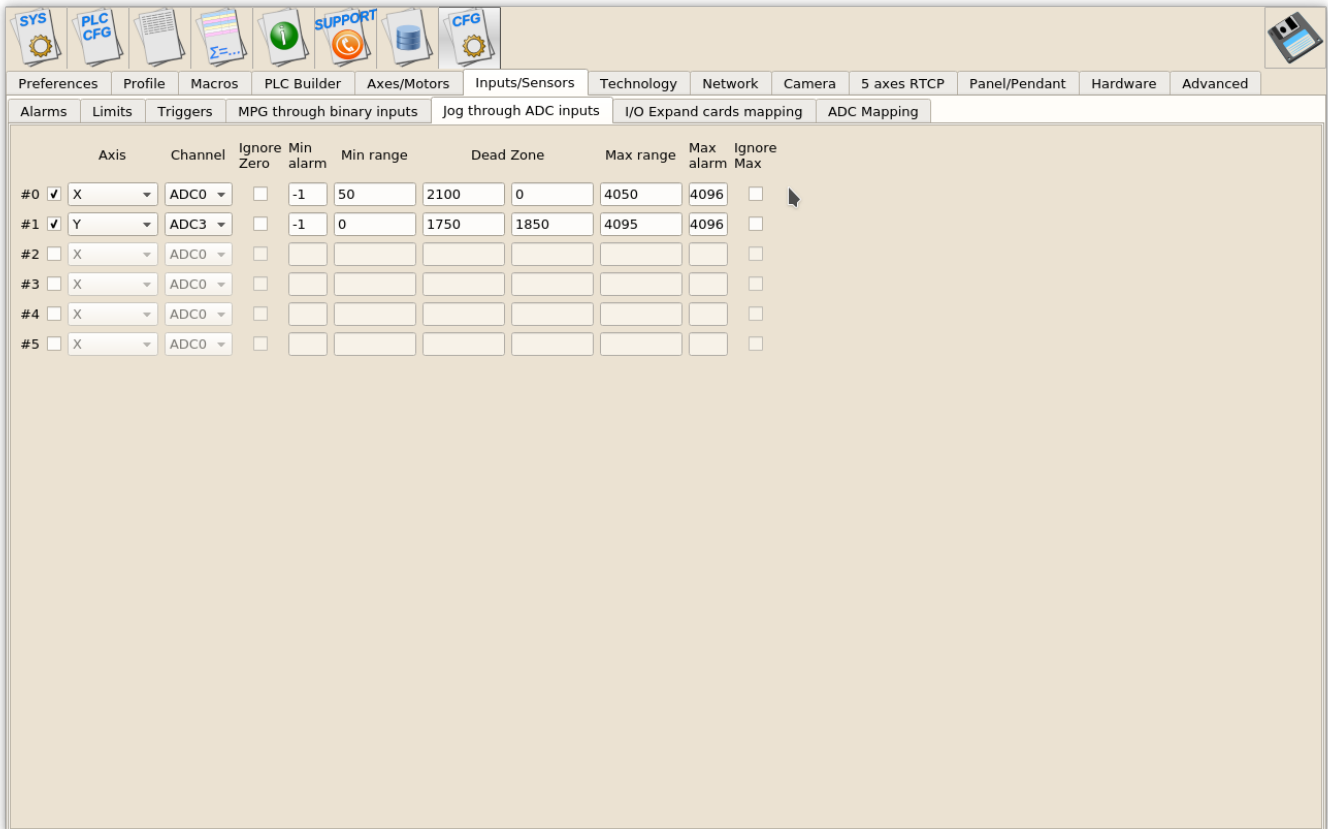 SYS PLC CFG Σ=... i SUPPORT CFG
Preferences Profile Macros PLC Builder Axes/Motors Inputs/Sensors Technology Network Camera 5 axes RTCP Panel/Pendant Hardware Advanced
Alarms Limits Triggers MPG through binary inputs Jog through ADC inputs I/O Expand cards mapping ADC Mapping
Axis Channel Ignore Zero Min alarm Min range Dead Zone Max range Max alarm Ignore Max
#0 X ADC0 -1 50 2100 0 4050 4096
#1 Y ADC3 -1 0 1750 1850 4095 4096
#2 X ADC0
#3 X ADC0
#4 X ADC0
#5 X ADC0